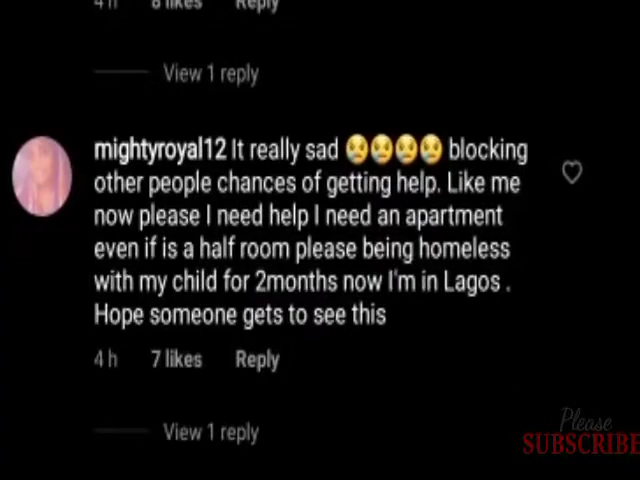 4 h 8 likes Reply
View 1 reply
mightyroyal12 It really sad 😢😢😢😢 blocking
other people chances of getting help. Like me
now please I need help I need an apartment
even if is a half room please being homeless
with my child for 2months now I'm in Lagos .
Hope someone gets to see this
4 h 7 likes Reply
View 1 reply
Please
SUBSCRIBE